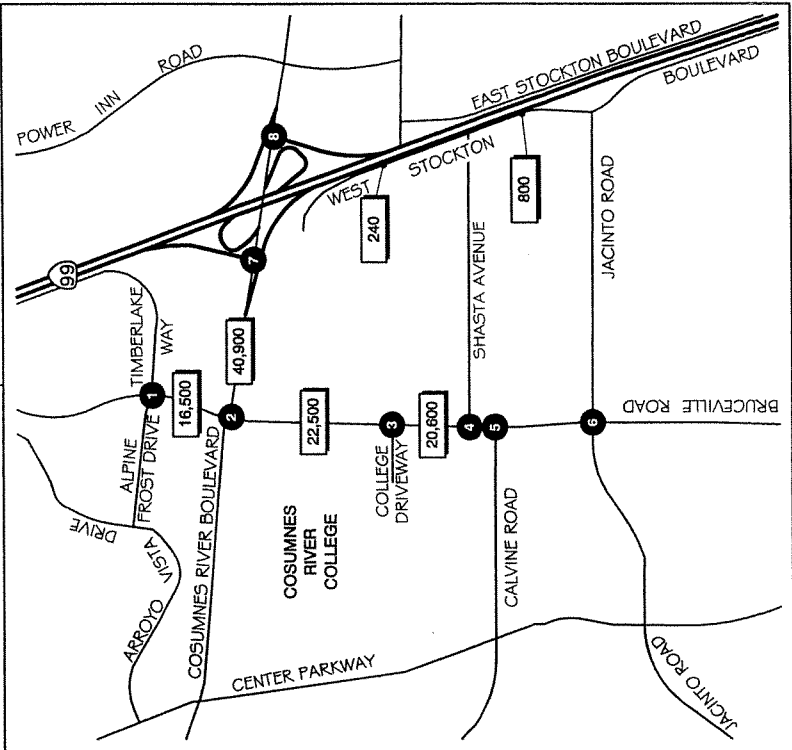 POWER INN ROAD
99
TIMBERLAKE
WAY
1
ALPINE
FROST DRIVE
16,500
8
7
EAST STOCKTON BOULEVARD
BOULEVARD
WEST STOCKTON
240
40,900
2
COSUMNES RIVER BOULEVARD
22,500
ARROYO VISTA DRIVE
COSUMNES
RIVER
COLLEGE
3
COLLEGE
DRIVEWAY
20,600
4
5
SHASTA AVENUE
800
JACINTO ROAD
CALVINE ROAD
6
BRUCEVILLE ROAD
CENTER PARKWAY
JACINTO ROAD